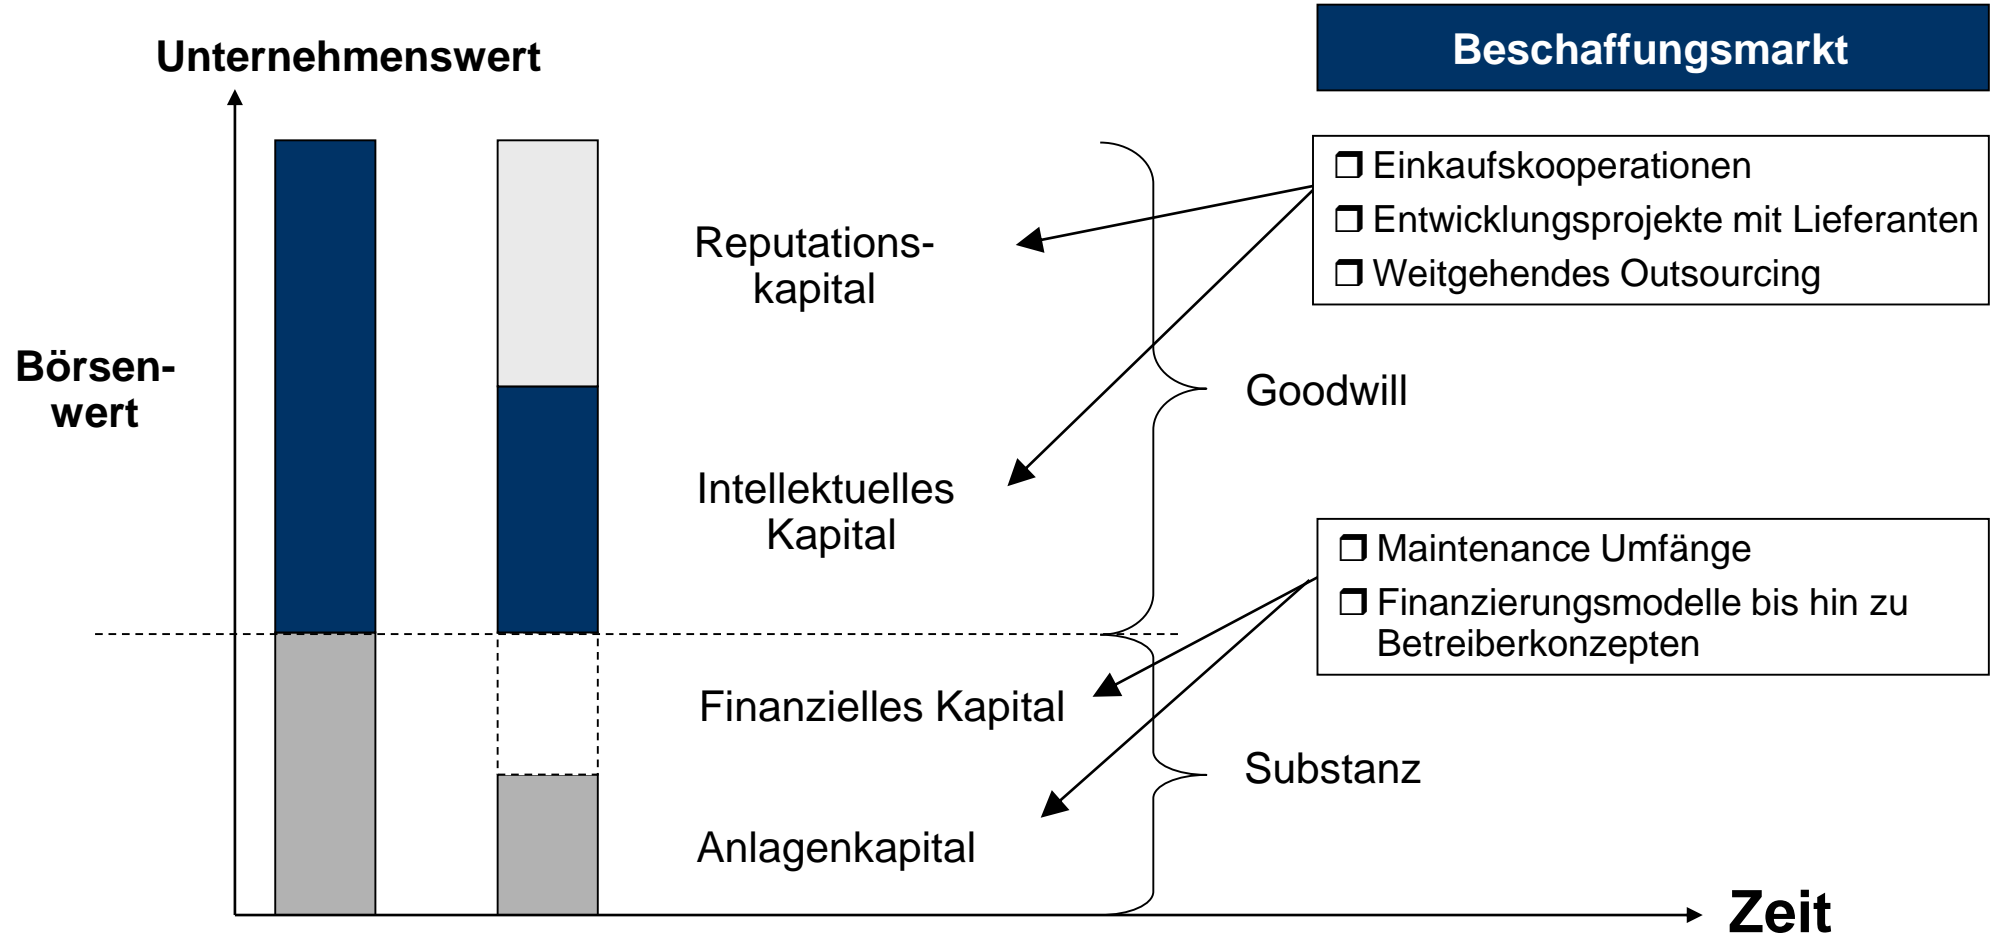 Unternehmenswert
Beschaffungsmarkt
Börsen-
wert
Reputations-
kapital
Intellektuelles
Kapital
Finanzielles Kapital
Anlagenkapital
Goodwill
Substanz
❒ Einkaufskooperationen
❒ Entwicklungsprojekte mit Lieferanten
❒ Weitgehendes Outsourcing
❒ Maintenance Umfänge
❒ Finanzierungsmodelle bis hin zu
Betreiberkonzepten
Zeit